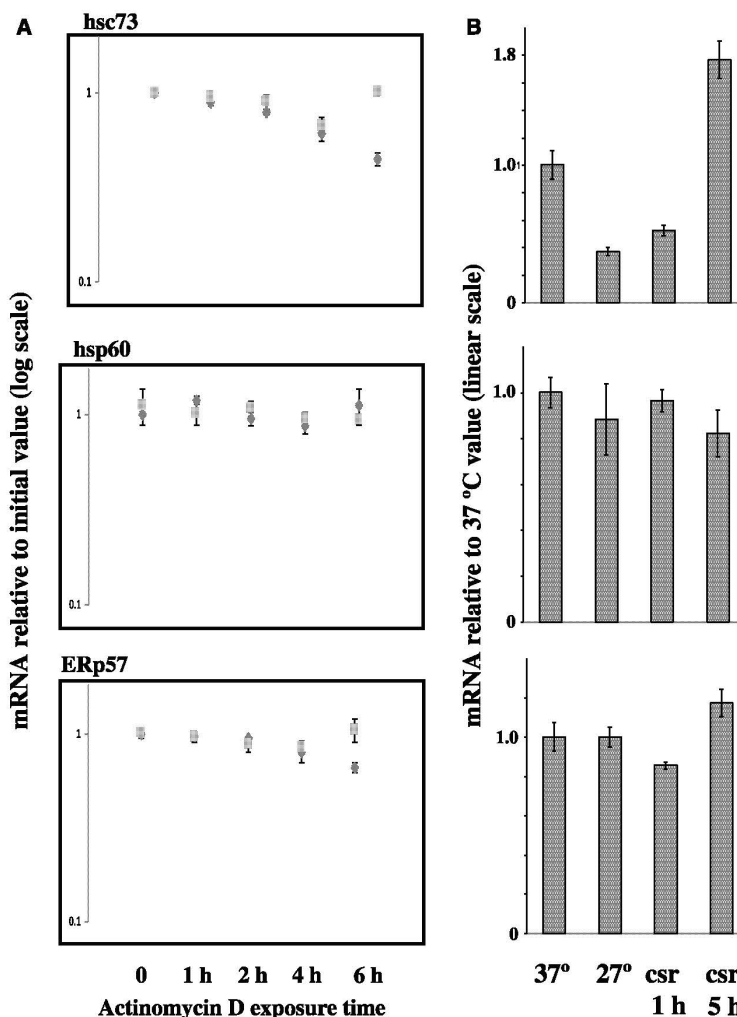 A
hsc73
1
0.1
hsp60
1
0.1
ERp57
1
0.1
mRNA relative to initial value (log scale)
0 1 h 2 h 4 h 6 h
Actinomycin D exposure time
B
1.8
1.0
0
1.0
0
1.0
0
mRNA relative to 37 ºC value (linear scale)
37º 27º csr csr
1 h 5 h